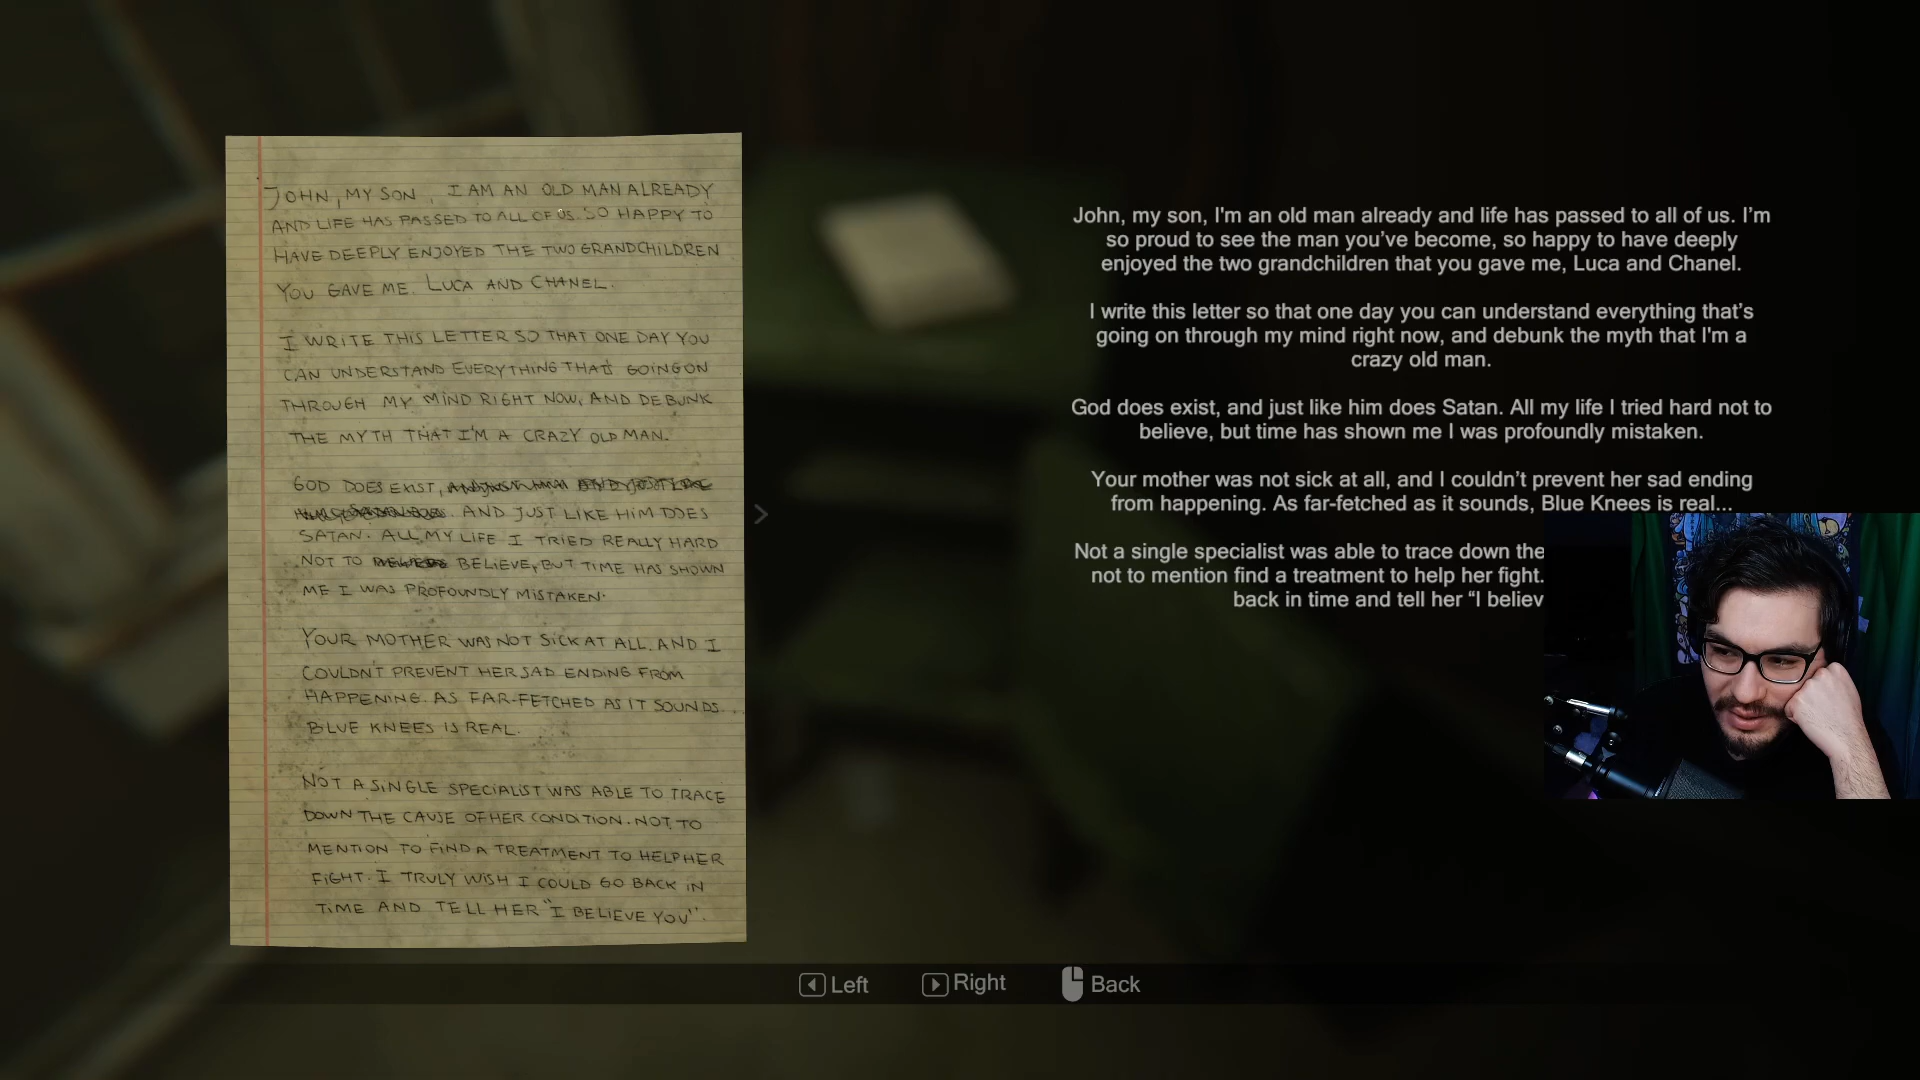 JOHN, MY SON, I AM AN OLD MAN ALREADY
AND LIFE HAS PASSED TO ALL OF US. SO HAPPY TO
HAVE DEEPLY ENJOYED THE TWO GRANDCHILDREN
YOU GAVE ME. LUCA AND CHANEL.
I WRITE THIS LETTER SO THAT ONE DAY YOU
CAN UNDERSTAND EVERYTHING THAT'S GOING ON
THROUGH MY MIND RIGHT NOW, AND DEBUNK
THE MYTH THAT I'M A CRAZY OLD MAN.
GOD DOES EXIST,
. AND JUST LIKE HIM DOES
SATAN. ALL MY LIFE I TRIED REALLY HARD
NOT TO BELIEVE, BUT TIME HAS SHOWN
ME I WAS PROFOUNDLY MISTAKEN.
YOUR MOTHER WAS NOT SICK AT ALL. AND I
COULDN'T PREVENT HER SAD ENDING FROM
HAPPENING. AS FAR-FETCHED AS IT SOUNDS...
BLUE KNEES IS REAL.
NOT A SINGLE SPECIALIST WAS ABLE TO TRACE
DOWN THE CAUSE OF HER CONDITION. NOT TO
MENTION TO FIND A TREATMENT TO HELP HER
FIGHT. I TRULY WISH I COULD GO BACK IN
TIME AND TELL HER "I BELIEVE YOU".
John, my son, I'm an old man already and life has passed to all of us. I'm
so proud to see the man you've become, so happy to have deeply
enjoyed the two grandchildren that you gave me, Luca and Chanel.
I write this letter so that one day you can understand everything that's
going on through my mind right now, and debunk the myth that I'm a
crazy old man.
God does exist, and just like him does Satan. All my life I tried hard not to
believe, but time has shown me I was profoundly mistaken.
Your mother was not sick at all, and I couldn't prevent her sad ending
from happening. As far-fetched as it sounds, Blue Knees is real...
Not a single specialist was able to trace down the
not to mention find a treatment to help her fight.
back in time and tell her “I believ
Left Right Back